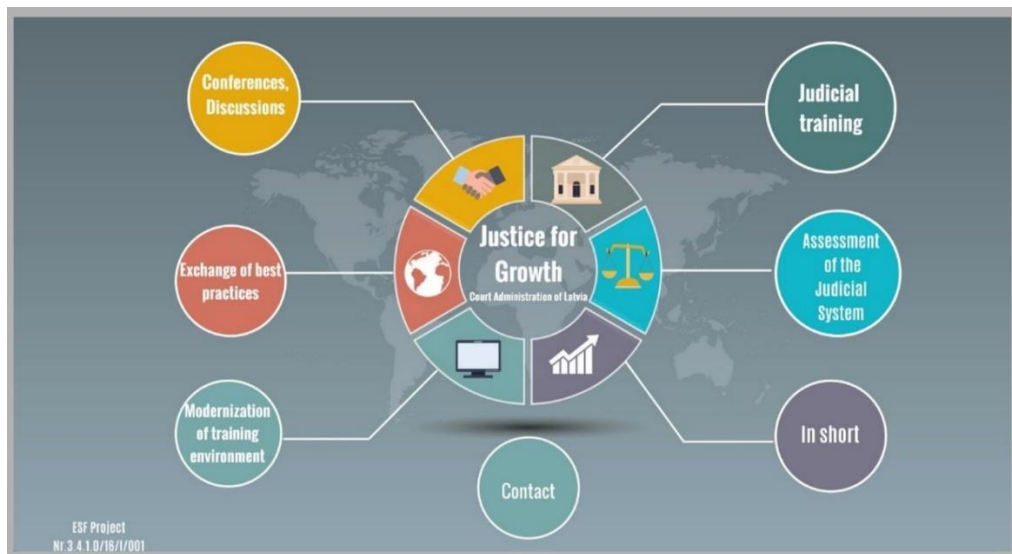 Conferences,
Discussions
Judicial
training
Justice for
Growth
Court Administration of Latvia
Exchange of best
practices
Assessment
of the
Judicial
System
Modernization
of training
environment
In short
Contact
ESF Project
Nr.3.4.1.0/16/I/001